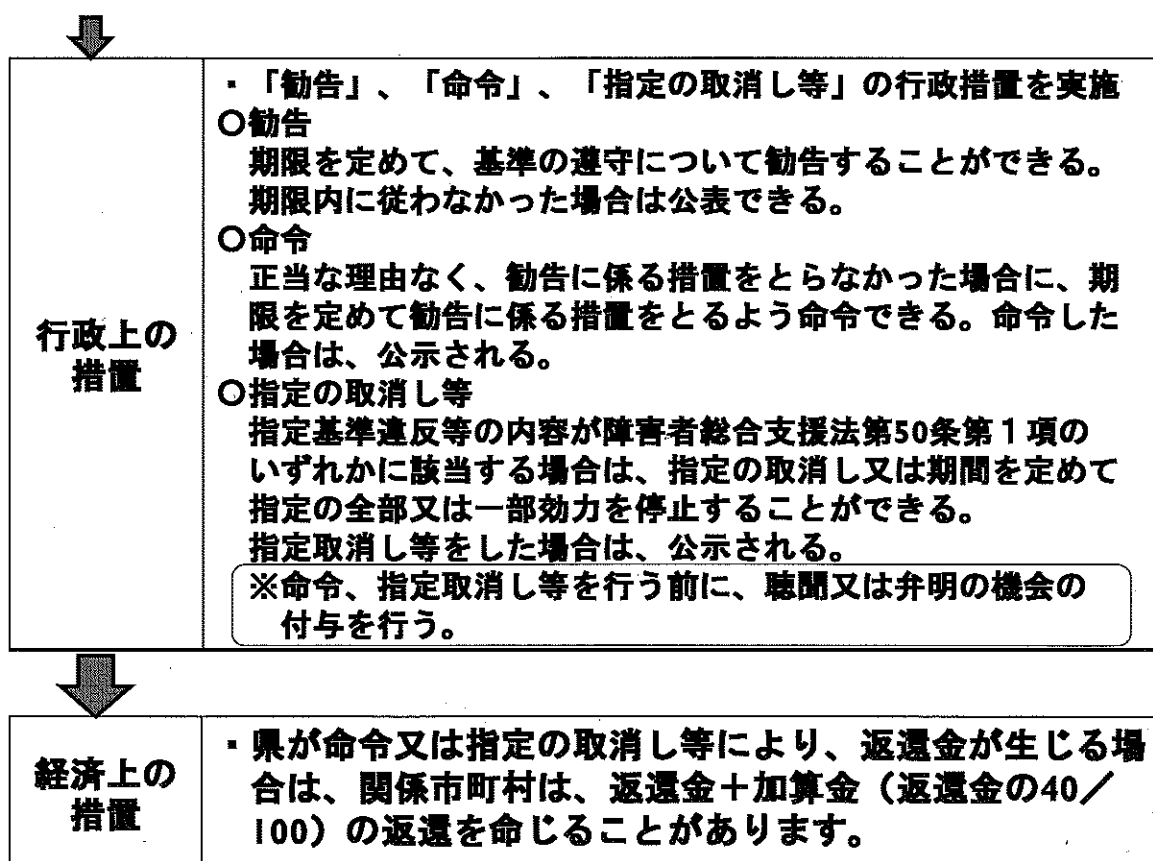 行政上の
措置
・「勧告」、「命令」、「指定の取消し等」の行政措置を実施
○勧告
期限を定めて、基準の遵守について勧告することができる。
期限内に従わなかった場合は公表できる。
○命令
正当な理由なく、勧告に係る措置をとらなかった場合に、期
限を定めて勧告に係る措置をとるよう命令できる。命令した
場合は、公示される。
○指定の取消し等
指定基準違反等の内容が障害者総合支援法第50条第1項の
いずれかに該当する場合は、指定の取消し又は期間を定めて
指定の全部又は一部効力を停止することができる。
指定取消し等をした場合は、公示される。
※命令、指定取消し等を行う前に、聴聞又は弁明の機会の
付与を行う。
経済上の
措置
・県が命令又は指定の取消し等により、返還金が生じる場
合は、関係市町村は、返還金+加算金(返還金の40/
100)の返還を命じることがあります。